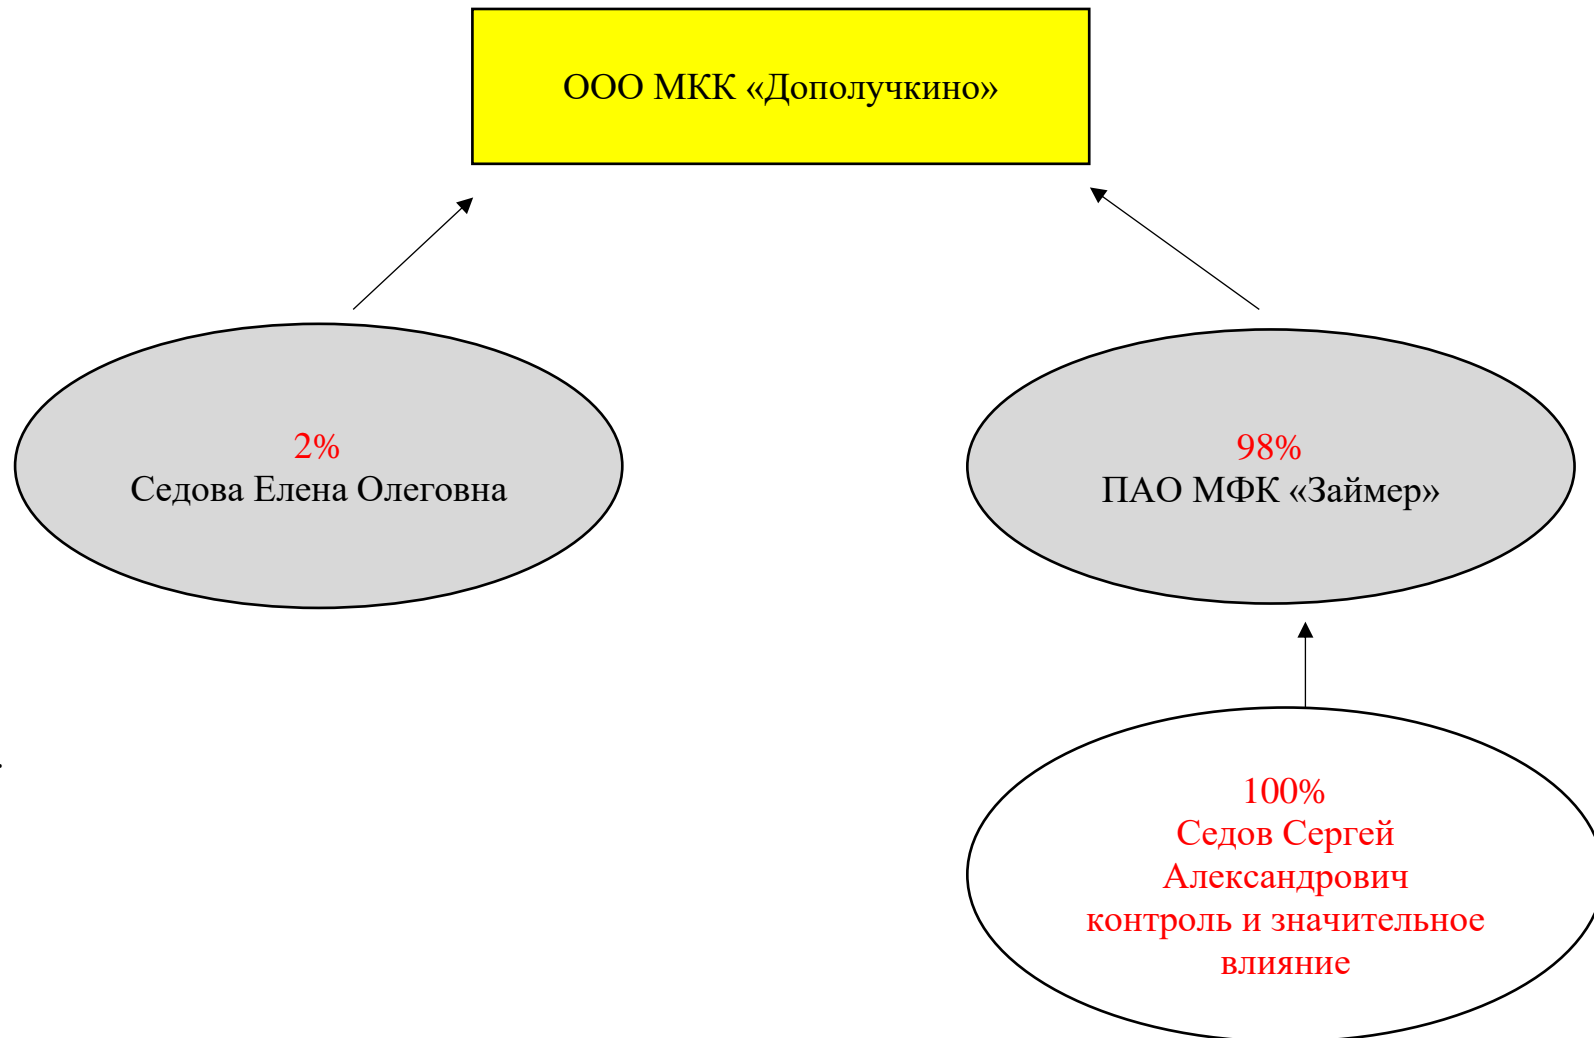 ООО МКК «Дополучкино»
2%
Седова Елена Олеговна
98%
ПАО МФК «Займер»
100%
Седов Сергей
Александрович
контроль и значительное
влияние